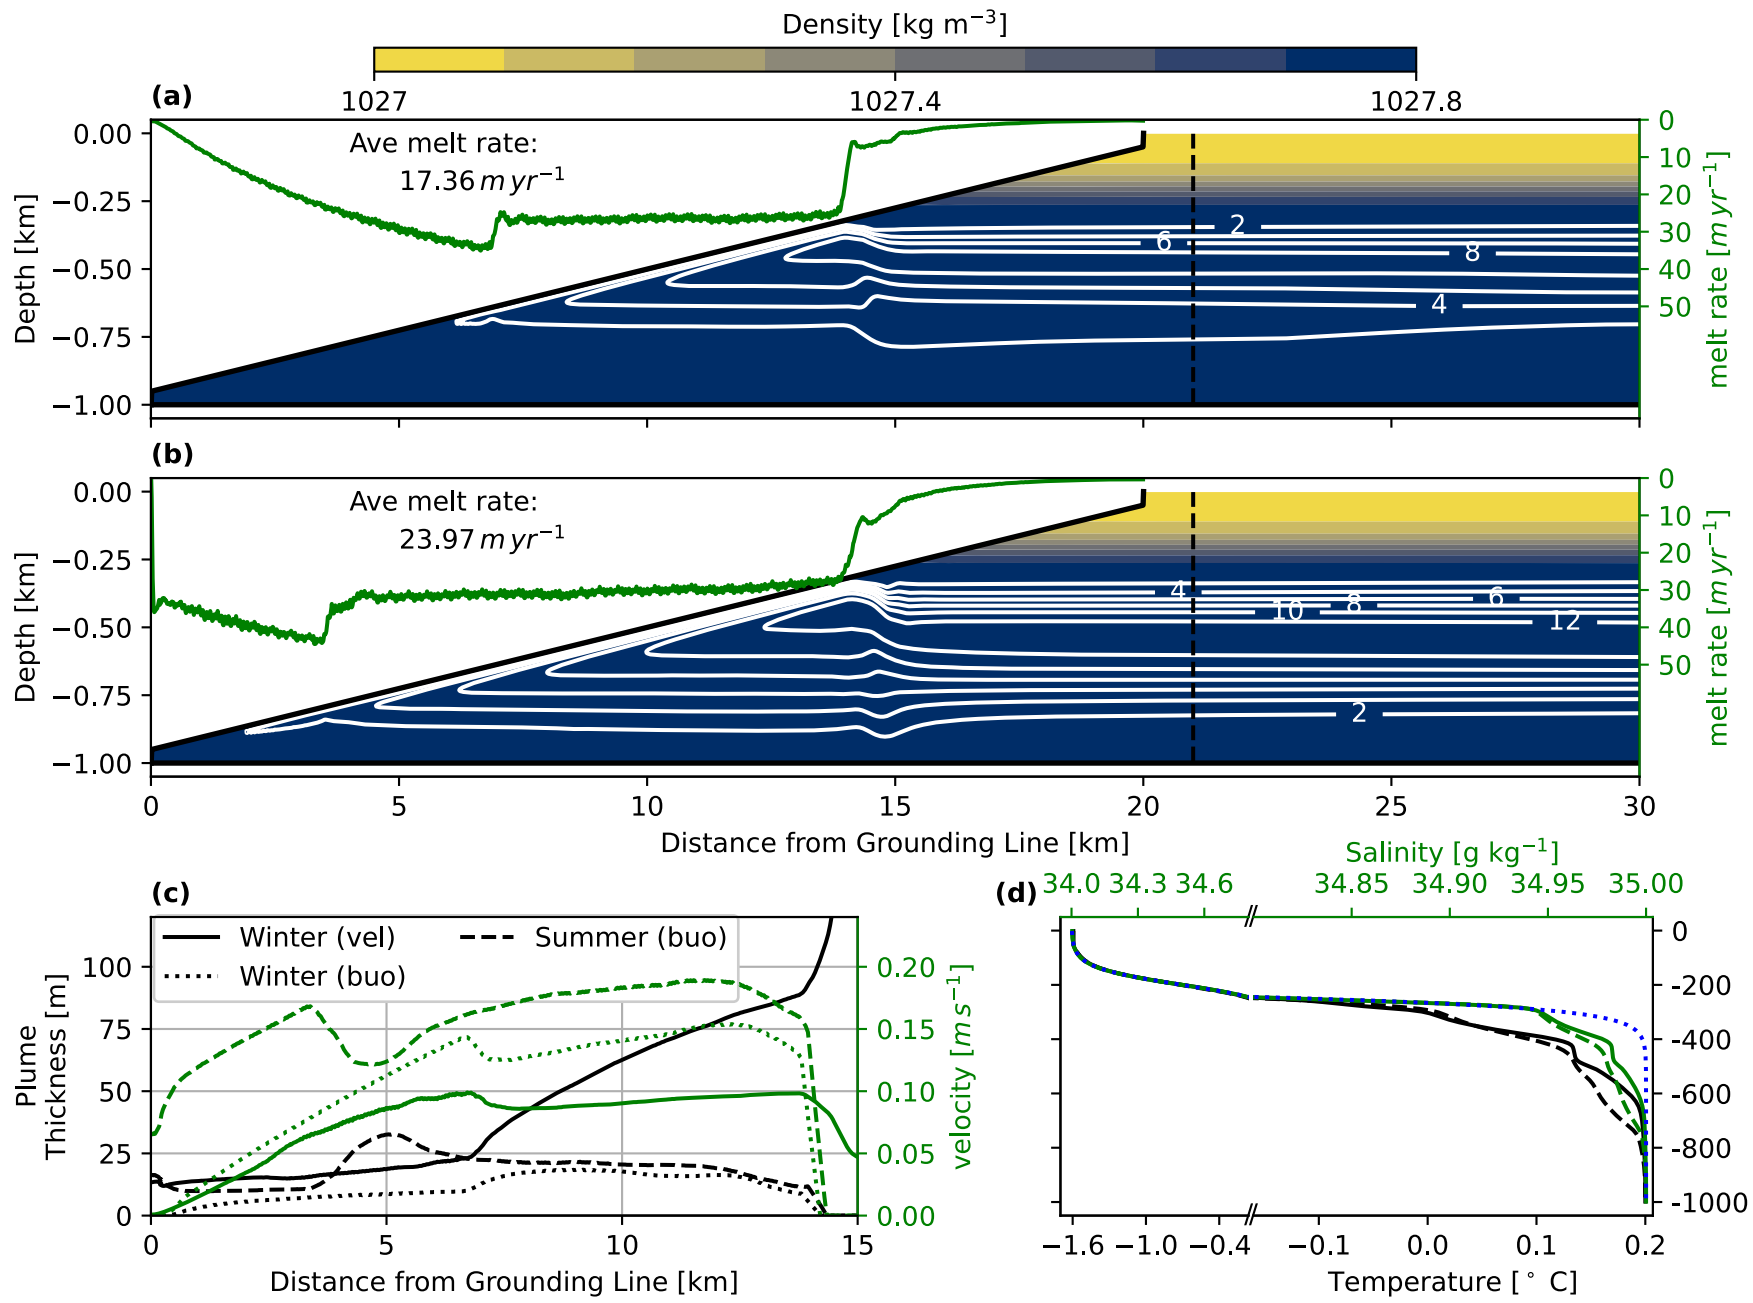 Density [kg m⁻³]
1027 1027.4 1027.8
(a)
Ave melt rate:
17.36 m yr⁻¹
0.00
−0.25
−0.50
−0.75
−1.00
Depth [km]
2
6
8
4
0
10
20
30
40
50
melt rate [m yr⁻¹]
(b)
Ave melt rate:
23.97 m yr⁻¹
0.00
−0.25
−0.50
−0.75
−1.00
Depth [km]
4
6
8
10
12
2
0
10
20
30
40
50
melt rate [m yr⁻¹]
0 5 10 15 20 25 30
Distance from Grounding Line [km]
(c)
Winter (vel)
Summer (buo)
Winter (buo)
100
75
50
25
0
Plume
Thickness [m]
0.20
0.15
0.10
0.05
0.00
velocity [m s⁻¹]
0 5 10 15
Distance from Grounding Line [km]
(d)
Salinity [g kg⁻¹]
34.0 34.3 34.6 34.85 34.90 34.95 35.00
0
-200
-400
-600
-800
-1000
−1.6 −1.0 −0.4 −0.1 0.0 0.1 0.2
Temperature [° C]